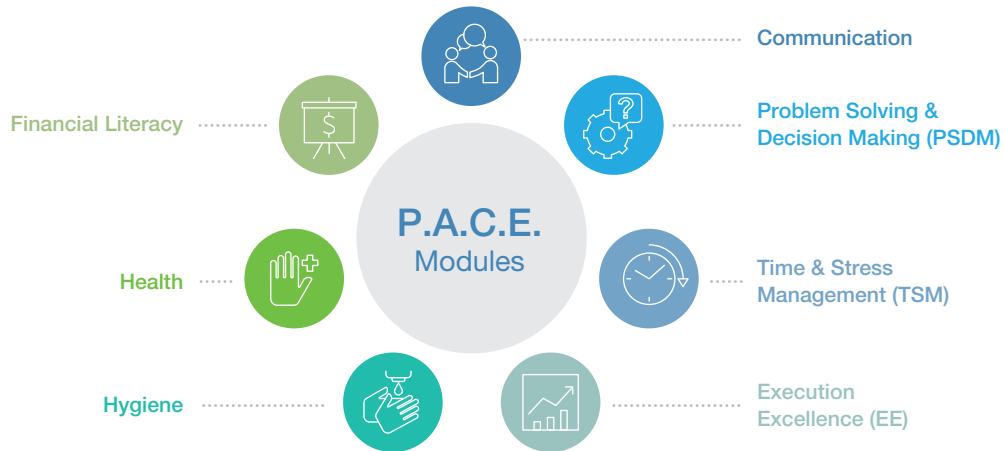 Communication
Problem Solving &
Decision Making (PSDM)
Financial Literacy
P.A.C.E.
Modules
Health
Time & Stress
Management (TSM)
Hygiene
Execution
Excellence (EE)
$
?